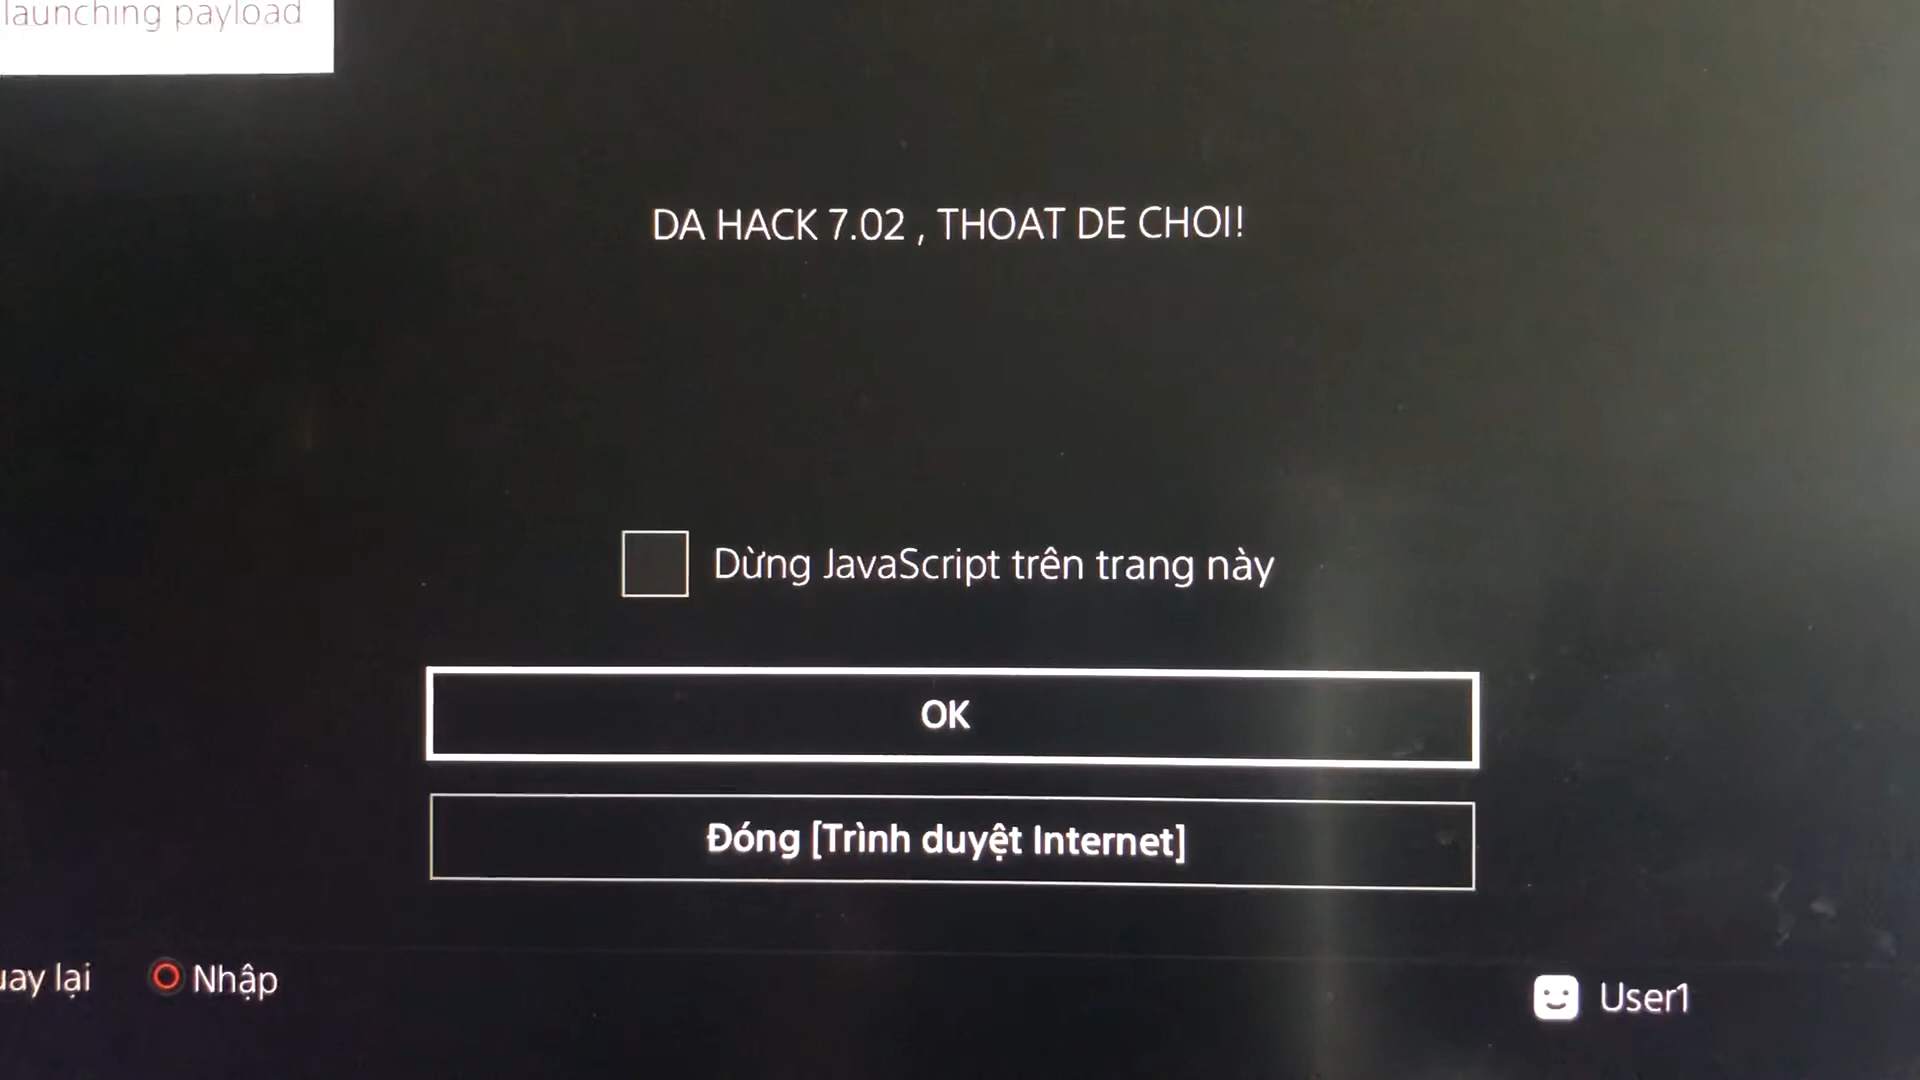 launching payload
DA HACK 7.02 , THOAT DE CHOI!
Dừng JavaScript trên trang này
OK
Đóng [Trình duyệt Internet]
lại Nhập
User1